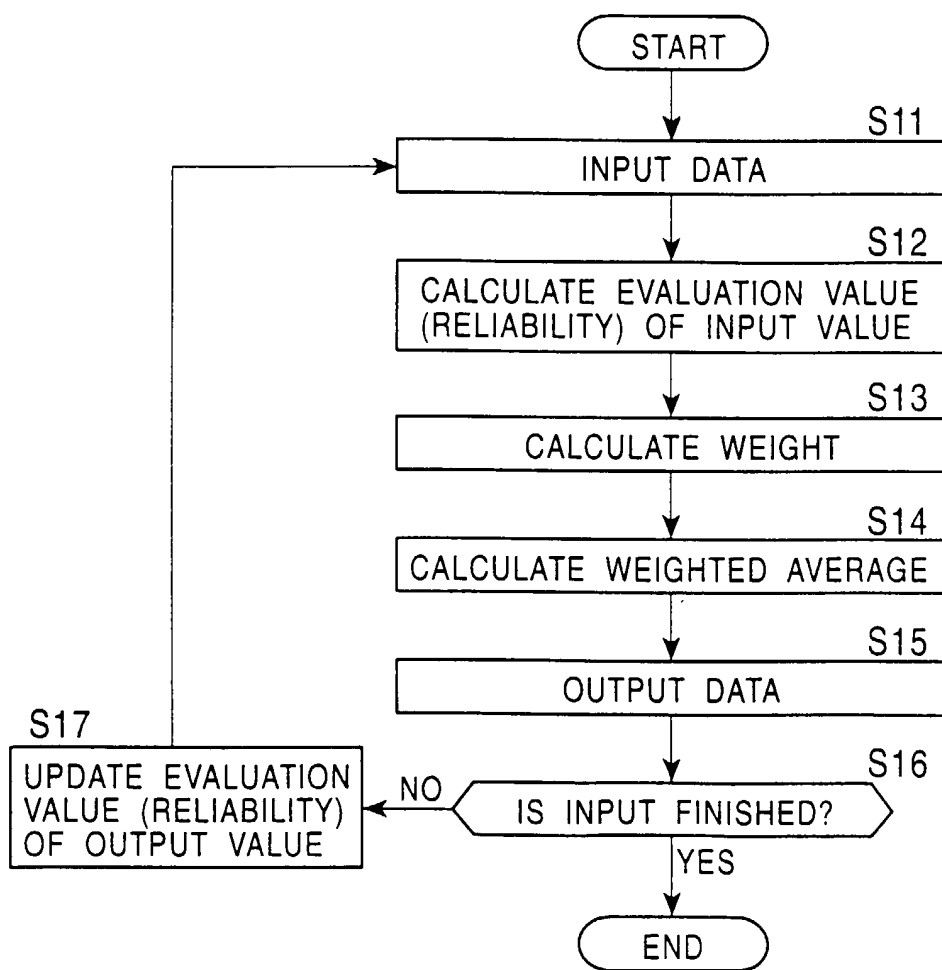 START
S11
INPUT DATA
S12
CALCULATE EVALUATION VALUE
(RELIABILITY) OF INPUT VALUE
S13
CALCULATE WEIGHT
S14
CALCULATE WEIGHTED AVERAGE
S15
OUTPUT DATA
S16
IS INPUT FINISHED?
NO
S17
UPDATE EVALUATION
VALUE (RELIABILITY)
OF OUTPUT VALUE
YES
END